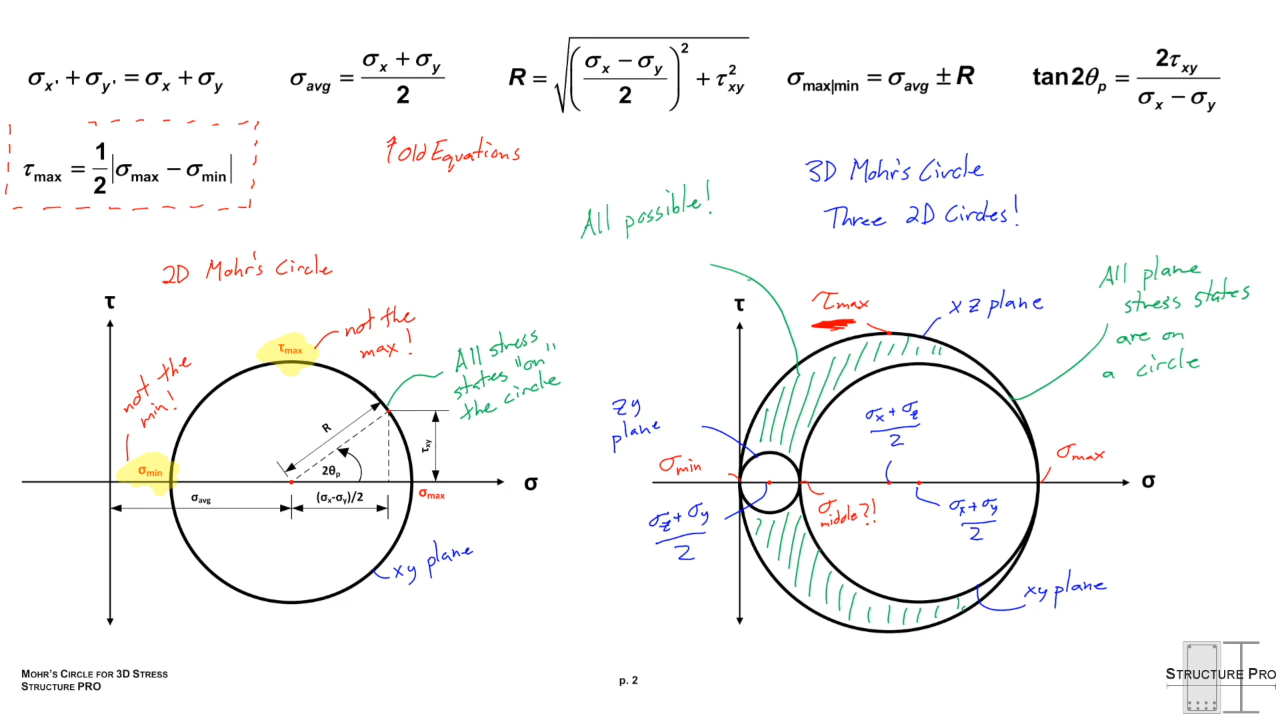 σx' + σy' = σx + σy
σavg = (σx + σy)/2
R = √(((σx − σy)/2)² + τxy²)
σmax|min = σavg ± R
tan2θp = 2τxy/(σx − σy)
τmax = 1/2|σmax − σmin|
↑ Old Equations
3D Mohr's Circle
Three 2D Circles!
All possible!
2D Mohr's Circle
τ
not the
max!
τmax
not the
min!
All stress
states "on"
the circle
R
τxy
2θp
σmin
σavg
(σx-σy)/2
σmax
σ
xy plane
τ
τmax
xz plane
All plane
stress states
are on
a circle
zy
plane
σx + σz
2
σmin
σmax
σ
σz + σy
2
σ
middle?!
σx + σy
2
xy plane
MOHR'S CIRCLE FOR 3D STRESS
STRUCTURE PRO
p. 2
STRUCTURE PRO